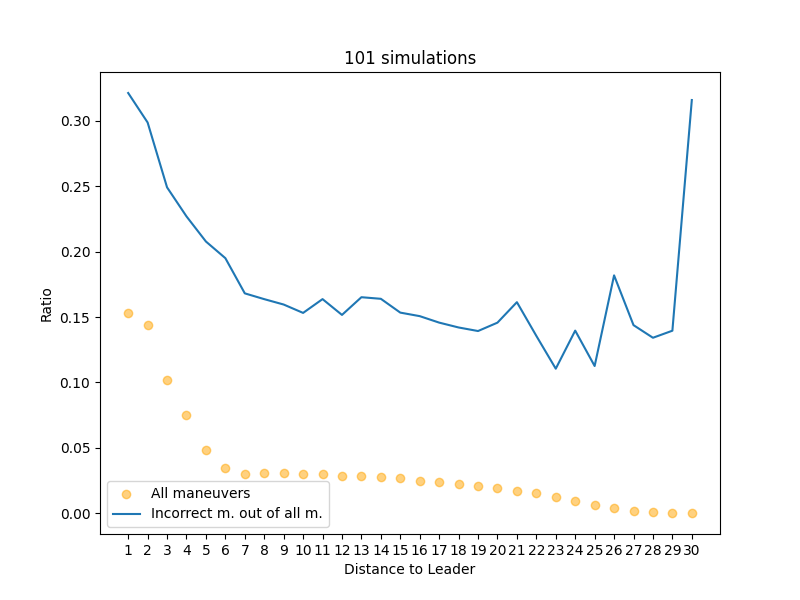 101 simulations
Ratio
0.30
0.25
0.20
0.15
0.10
0.05
0.00
All maneuvers
Incorrect m. out of all m.
1 2 3 4 5 6 7 8 9 10 11 12 13 14 15 16 17 18 19 20 21 22 23 24 25 26 27 28 29 30
Distance to Leader